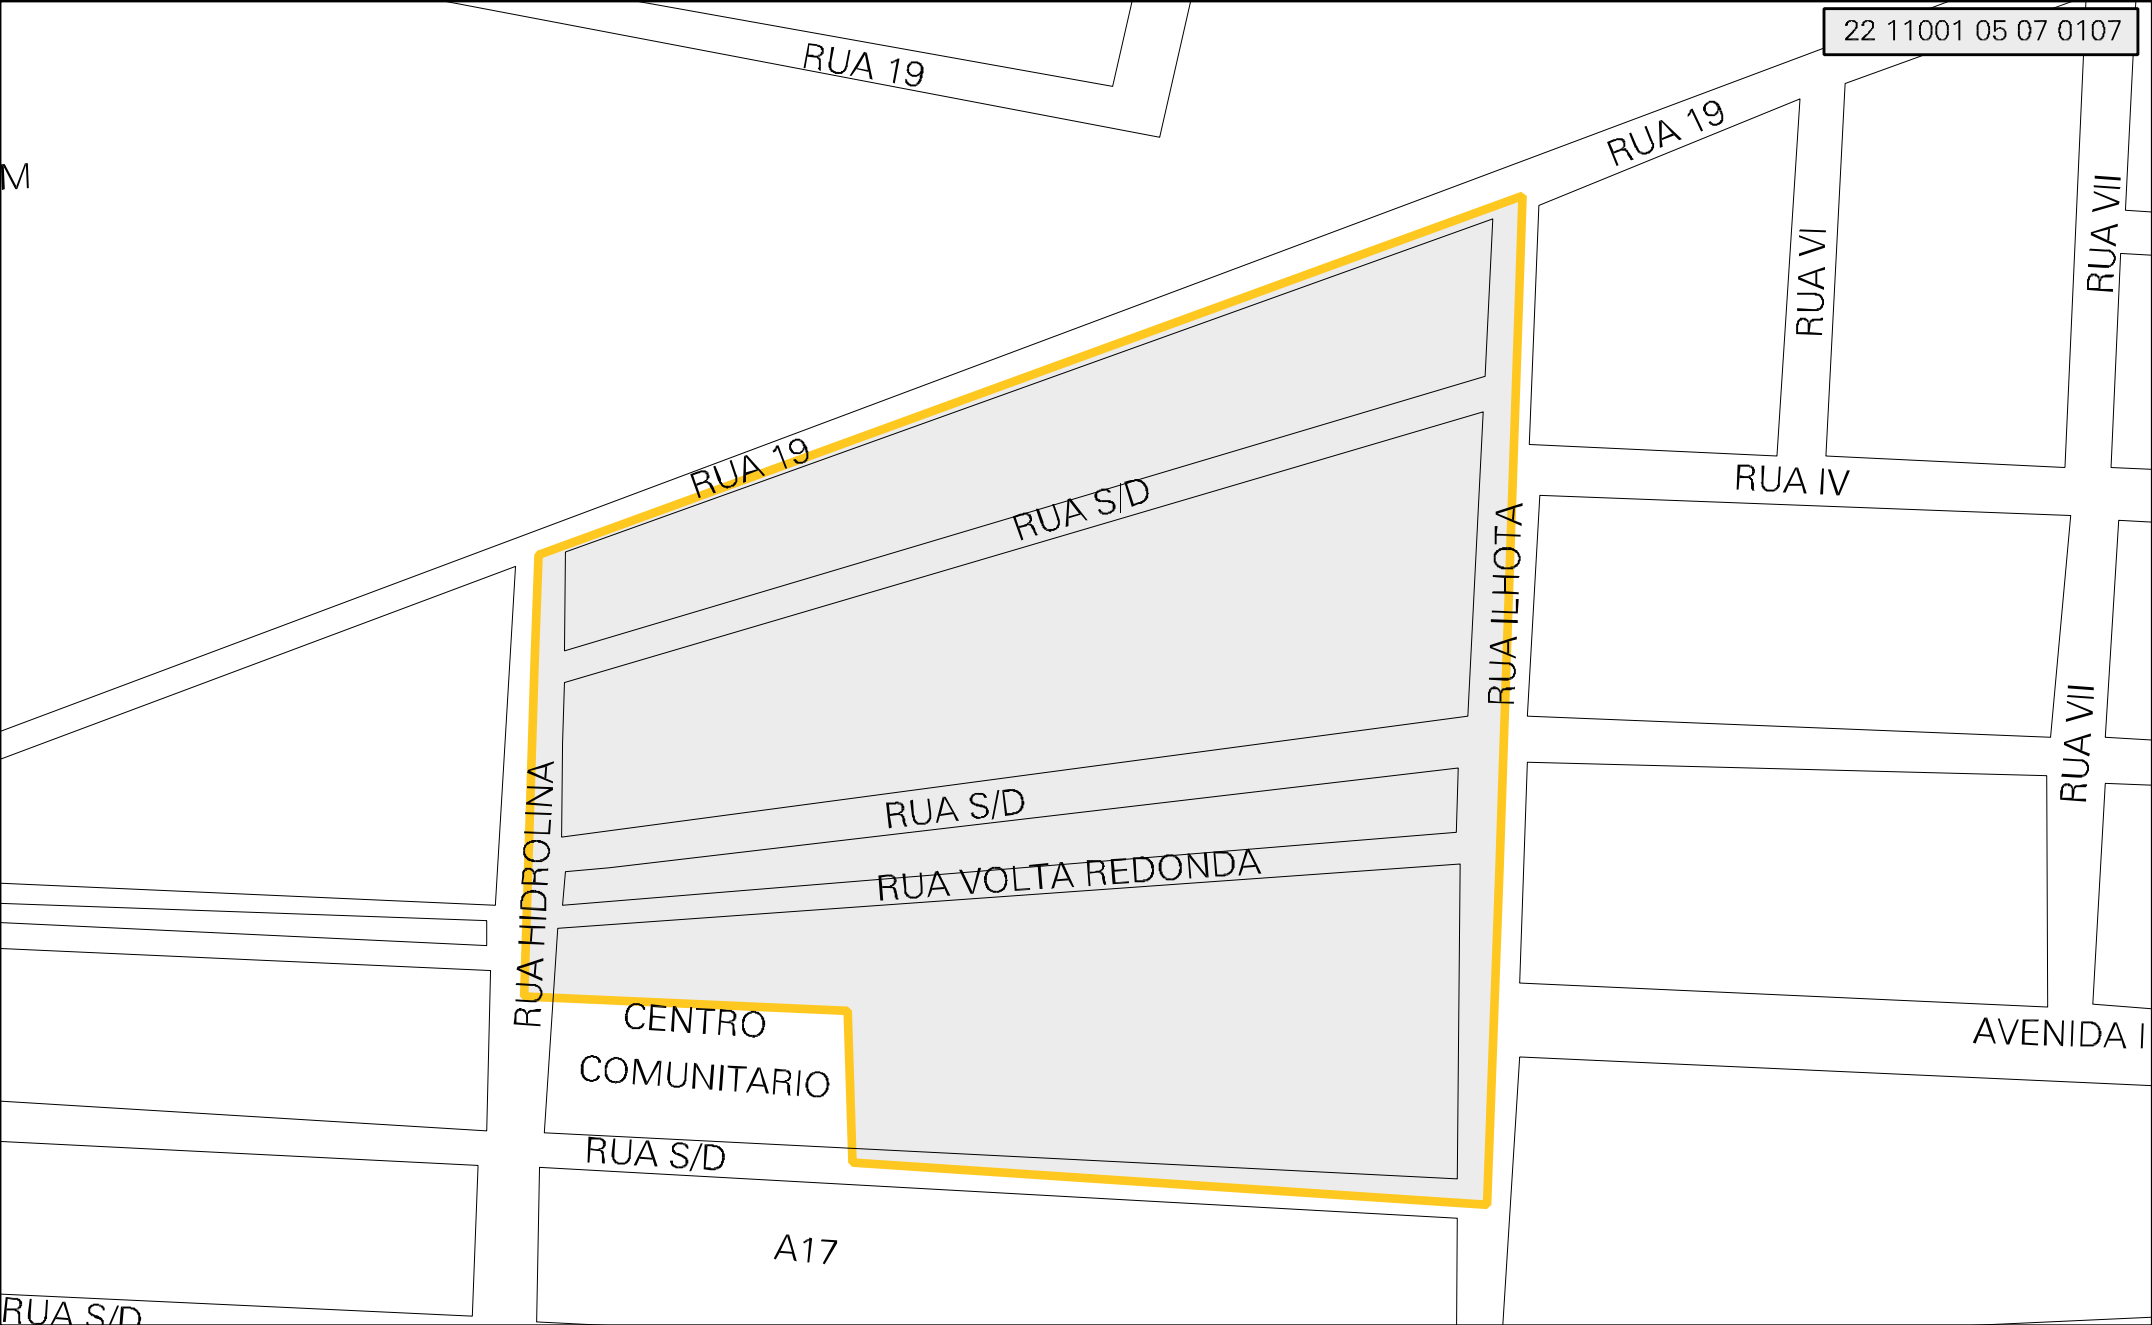 22 11001 05 07 0107
RUA 19
RUA 19
M
RUA VII
RUA VI
RUA 19
RUA S/D
RUA IV
RUA ILHOTA
RUA VII
RUA S/D
RUA HIDROLINA
RUA VOLTA REDONDA
CENTRO
COMUNITARIO
AVENIDA I
RUA S/D
A17
RUA S/D